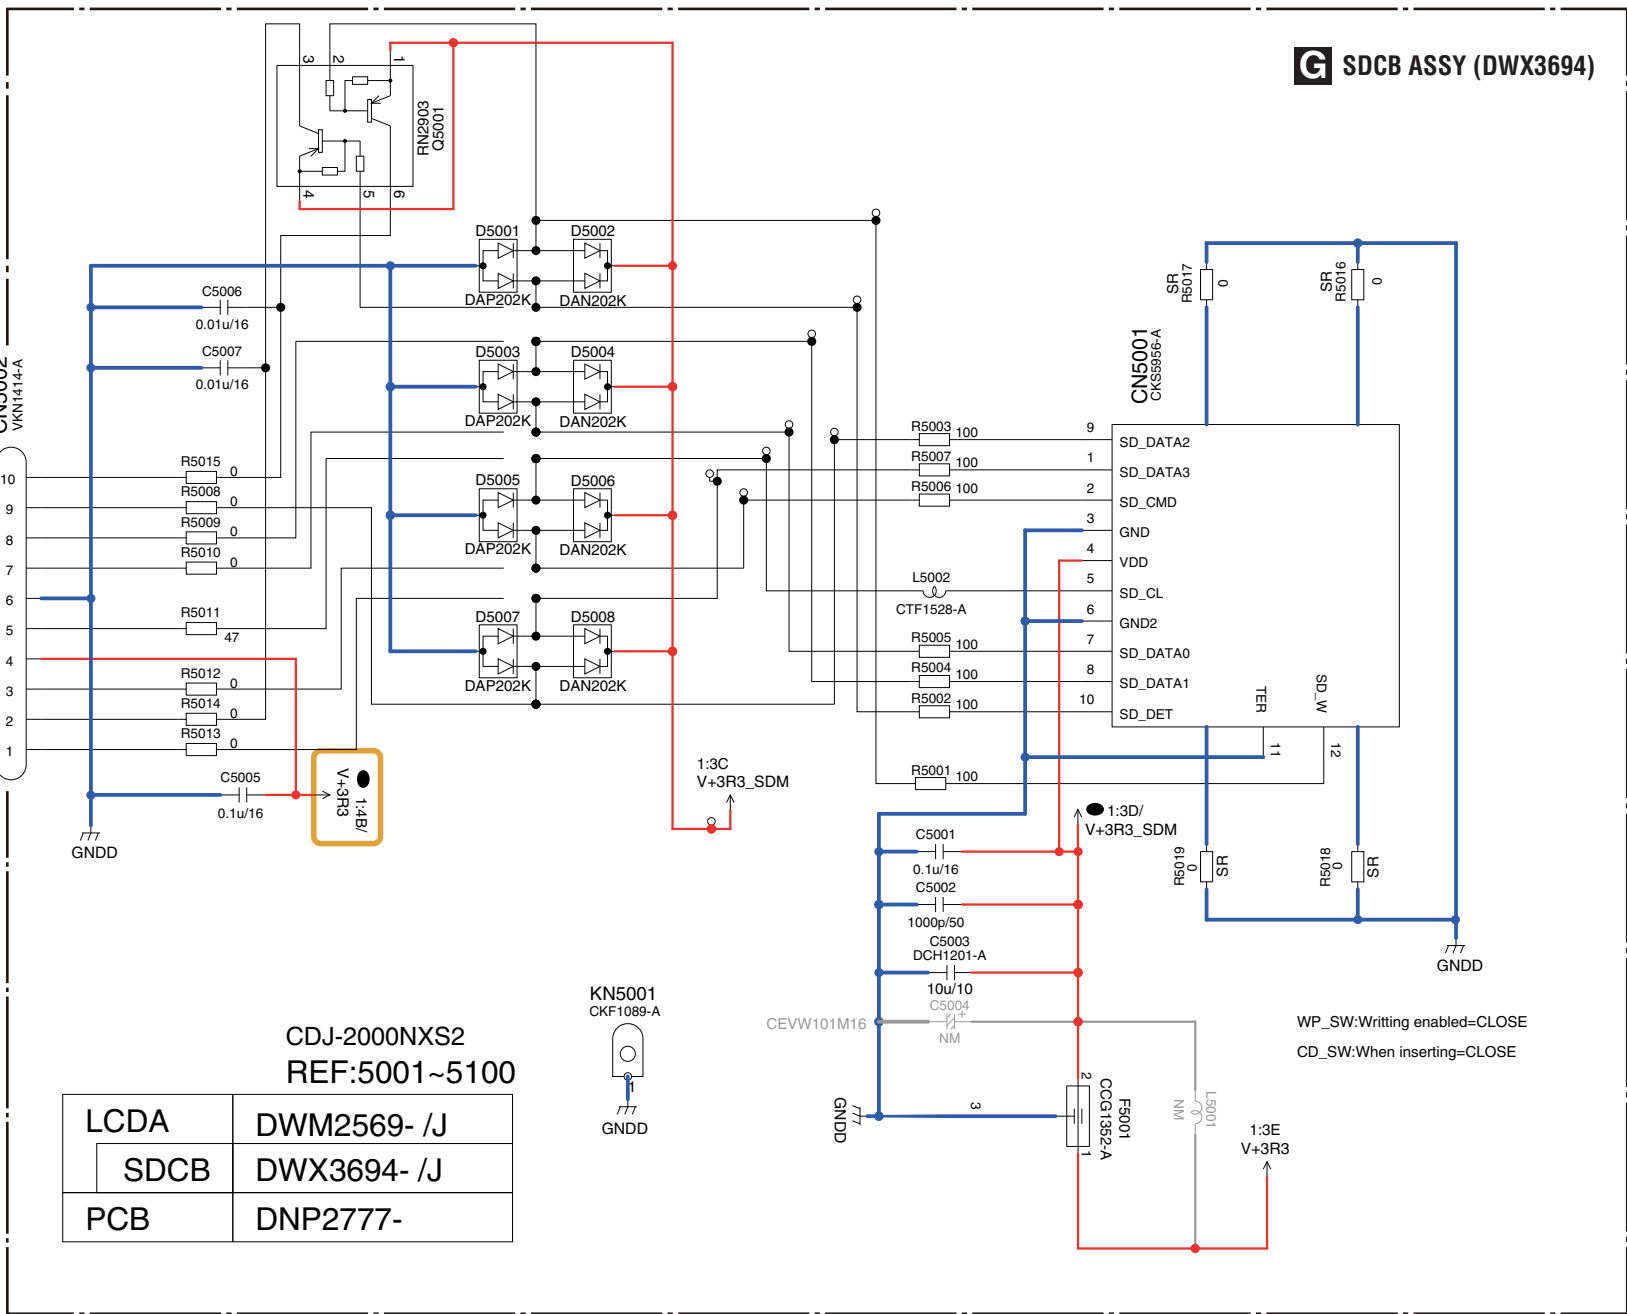 G SDCB ASSY (DWX3694)
3 2 1
RN2903
Q5001
4 5 6
D5001 D5002
DAP202K DAN202K
C5006
0.01u/16
C5007
0.01u/16
D5003 D5004
DAP202K DAN202K
D5005 D5006
DAP202K DAN202K
D5007 D5008
DAP202K DAN202K
VKN1414-A
10 R5015 0
9 R5008 0
8 R5009 0
7 R5010 0
6
5 R5011 47
4
3 R5012 0
2 R5014 0
1 R5013 0
C5005
0.1u/16
GNDD
1:4B/
V+3R3
1:3C
V+3R3_SDM
SR
R5017
0
SR
R5016
0
CN5001
CKS5956-A
R5003 100 9 SD_DATA2
R5007 100 1 SD_DATA3
R5006 100 2 SD_CMD
3 GND
4 VDD
L5002 5 SD_CL
CTF1528-A
6 GND2
R5005 100 7 SD_DATA0
R5004 100 8 SD_DATA1
R5002 100 10 SD_DET
TER
SD_W
11
12
R5001 100
1:3D/
V+3R3_SDM
C5001
0.1u/16
C5002
1000p/50
C5003
DCH1201-A
10u/10
C5004
+
CEVW101M16
NM
R5019
0
SR
R5018
0
SR
GNDD
WP_SW:Writting enabled=CLOSE
CD_SW:When inserting=CLOSE
GNDD
3
2
F5001
CCG1352-A
1
L5001
NM
1:3E
V+3R3
KN5001
CKF1089-A
1
GNDD
CDJ-2000NXS2
REF:5001~5100
LCDA DWM2569- /J
SDCB DWX3694- /J
PCB DNP2777-